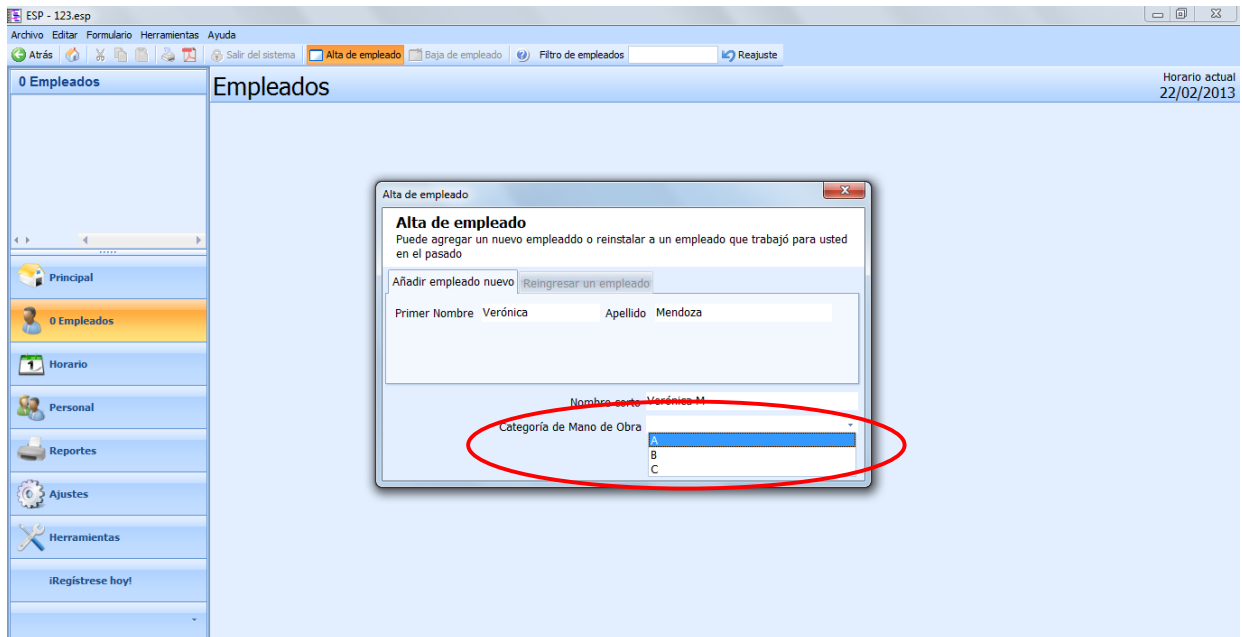 ESP - 123.esp
Archivo Editar Formulario Herramientas Ayuda
Atrás Salir del sistema Alta de empleado Baja de empleado Filtro de empleados Reajuste
0 Empleados
Empleados
Horario actual
22/02/2013
Alta de empleado
Alta de empleado
Puede agregar un nuevo empleaddo o reinstalar a un empleado que trabajó para usted
en el pasado
Añadir empleado nuevo Reingresar un empleado
Primer Nombre Verónica Apellido Mendoza
Nombre corto Verónica M
Categoría de Mano de Obra
A
B
C
Principal
0 Empleados
1 Horario
Personal
Reportes
Ajustes
Herramientas
¡Regístrese hoy!